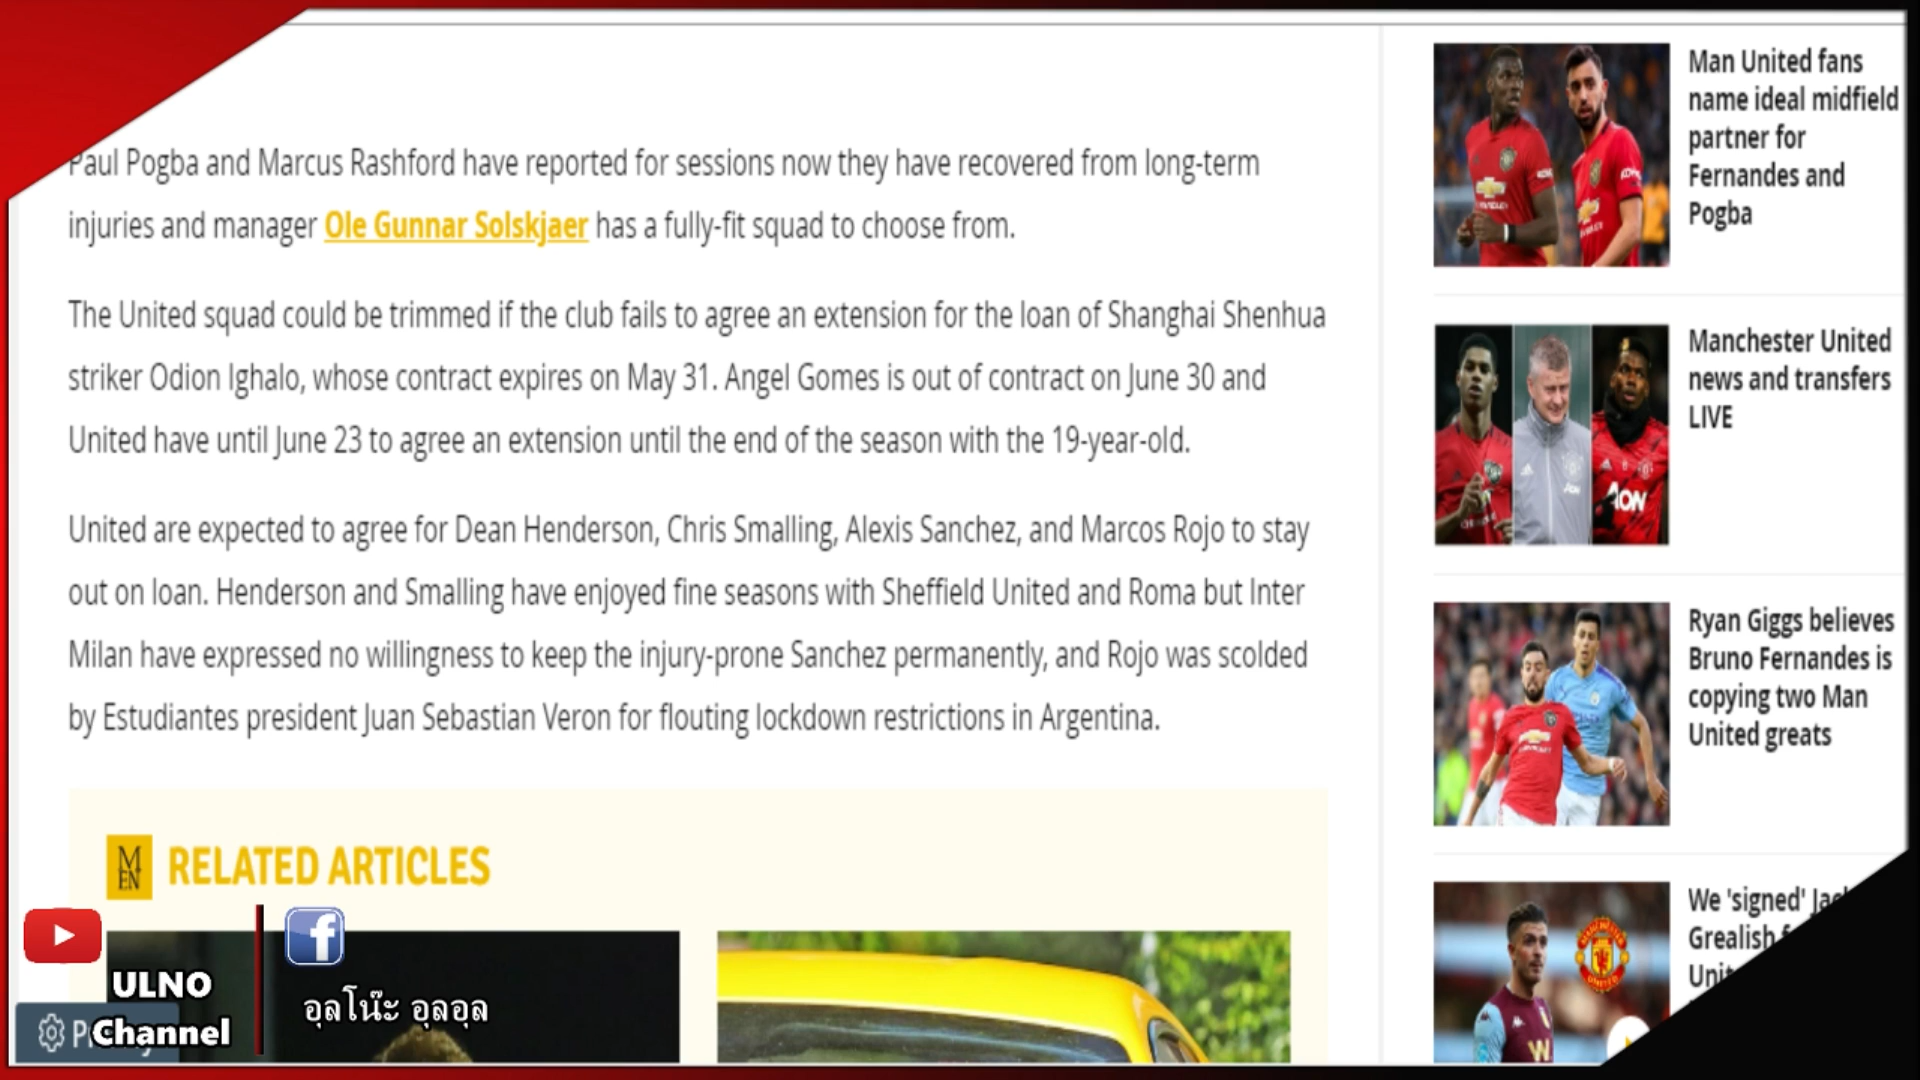 Paul Pogba and Marcus Rashford have reported for sessions now they have recovered from long-term
injuries and manager Ole Gunnar Solskjaer has a fully-fit squad to choose from.
The United squad could be trimmed if the club fails to agree an extension for the loan of Shanghai Shenhua
striker Odion Ighalo, whose contract expires on May 31. Angel Gomes is out of contract on June 30 and
United have until June 23 to agree an extension until the end of the season with the 19-year-old.
United are expected to agree for Dean Henderson, Chris Smalling, Alexis Sanchez, and Marcos Rojo to stay
out on loan. Henderson and Smalling have enjoyed fine seasons with Sheffield United and Roma but Inter
Milan have expressed no willingness to keep the injury-prone Sanchez permanently, and Rojo was scolded
by Estudiantes president Juan Sebastian Veron for flouting lockdown restrictions in Argentina.
M
EN
RELATED ARTICLES
ULNO
Channel
อุลโน๊ะ อุลอุล
Man United fans
name ideal midfield
partner for
Fernandes and
Pogba
Manchester United
news and transfers
LIVE
AON
Ryan Giggs believes
Bruno Fernandes is
copying two Man
United greats
We 'signed'
Grealish